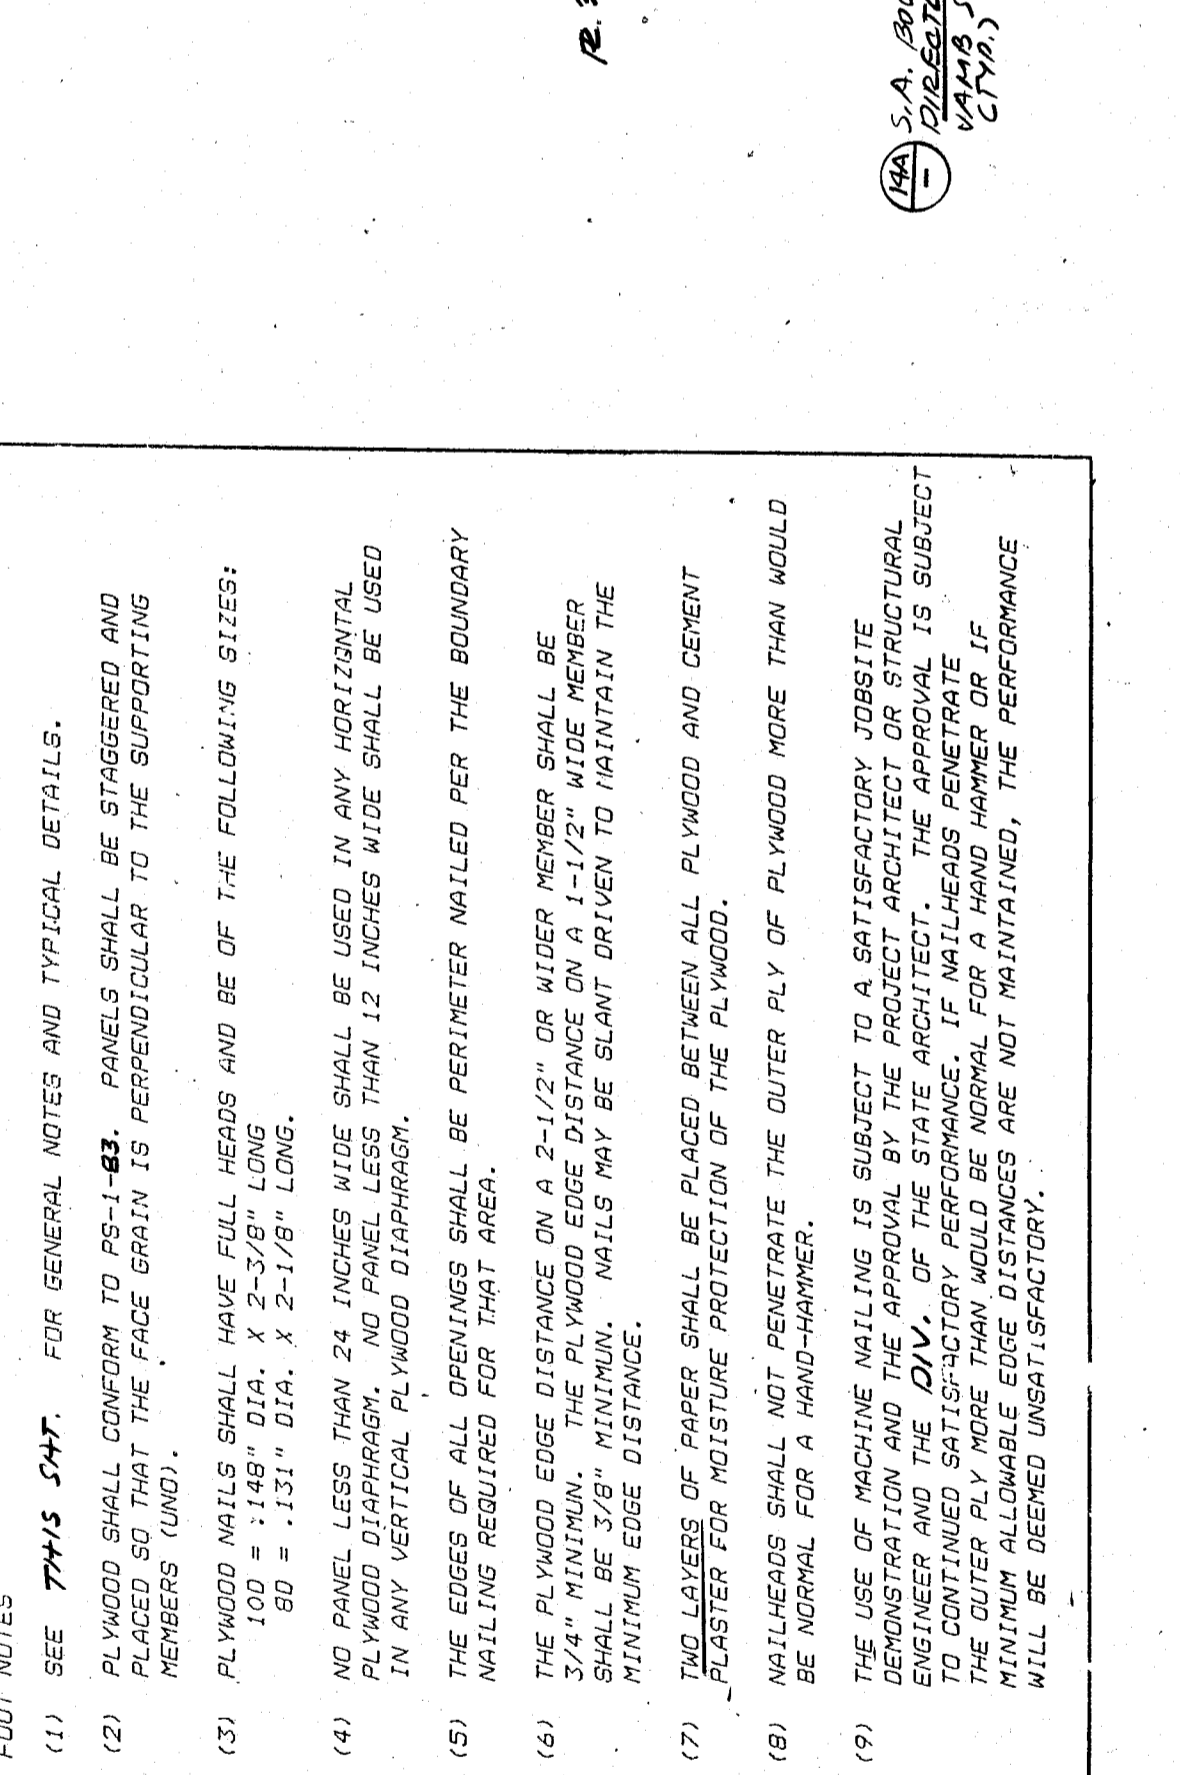 FOOT NOTES
(1) SEE THIS SHT. FOR GENERAL NOTES AND TYPICAL DETAILS.
(2) PLYWOOD SHALL CONFORM TO PS-1-83. PANELS SHALL BE STAGGERED AND
PLACED SO THAT THE FACE GRAIN IS PERPENDICULAR TO THE SUPPORTING
MEMBERS (UNO).
(3) PLYWOOD NAILS SHALL HAVE FULL HEADS AND BE OF THE FOLLOWING SIZES:
10D = .148" DIA. X 2-3/8" LONG
8D = .131" DIA. X 2-1/8" LONG.
(4) NO PANEL LESS THAN 24 INCHES WIDE SHALL BE USED IN ANY HORIZONTAL
PLYWOOD DIAPHRAGM. NO PANEL LESS THAN 12 INCHES WIDE SHALL BE USED
IN ANY VERTICAL PLYWOOD DIAPHRAGM.
(5) THE EDGES OF ALL OPENINGS SHALL BE PERIMETER NAILED PER THE BOUNDARY
NAILING REQUIRED FOR THAT AREA.
(6) THE PLYWOOD EDGE DISTANCE ON A 2-1/2" OR WIDER MEMBER SHALL BE
3/4" MINIMUN. THE PLYWOOD EDGE DISTANCE ON A 1-1/2" WIDE MEMBER
SHALL BE 3/8" MINIMUN. NAILS MAY BE SLANT DRIVEN TO MAINTAIN THE
MINIMUM EDGE DISTANCE.
(7) TWO LAYERS OF PAPER SHALL BE PLACED BETWEEN ALL PLYWOOD AND CEMENT
PLASTER FOR MOISTURE PROTECTION OF THE PLYWOOD.
(8) NAILHEADS SHALL NOT PENETRATE THE OUTER PLY OF PLYWOOD MORE THAN WOULD
BE NORMAL FOR A HAND-HAMMER.
(9) THE USE OF MACHINE NAILING IS SUBJECT TO A SATISFACTORY JOBSITE
DEMONSTRATION AND THE APPROVAL BY THE PROJECT ARCHITECT OR STRUCTURAL
ENGINEER AND THE DIV. OF THE STATE ARCHITECT. THE APPROVAL IS SUBJECT
TO CONTINUED SATISFACTORY PERFORMANCE. IF NAILHEADS PENETRATE
THE OUTER PLY MORE THAN WOULD BE NORMAL FOR A HAND HAMMER OR IF
MINIMUM ALLOWABLE EDGE DISTANCES ARE NOT MAINTAINED, THE PERFORMANCE
WILL BE DEEMED UNSATISFACTORY.
14A
-
S.A.
JAMB
(TYP.)